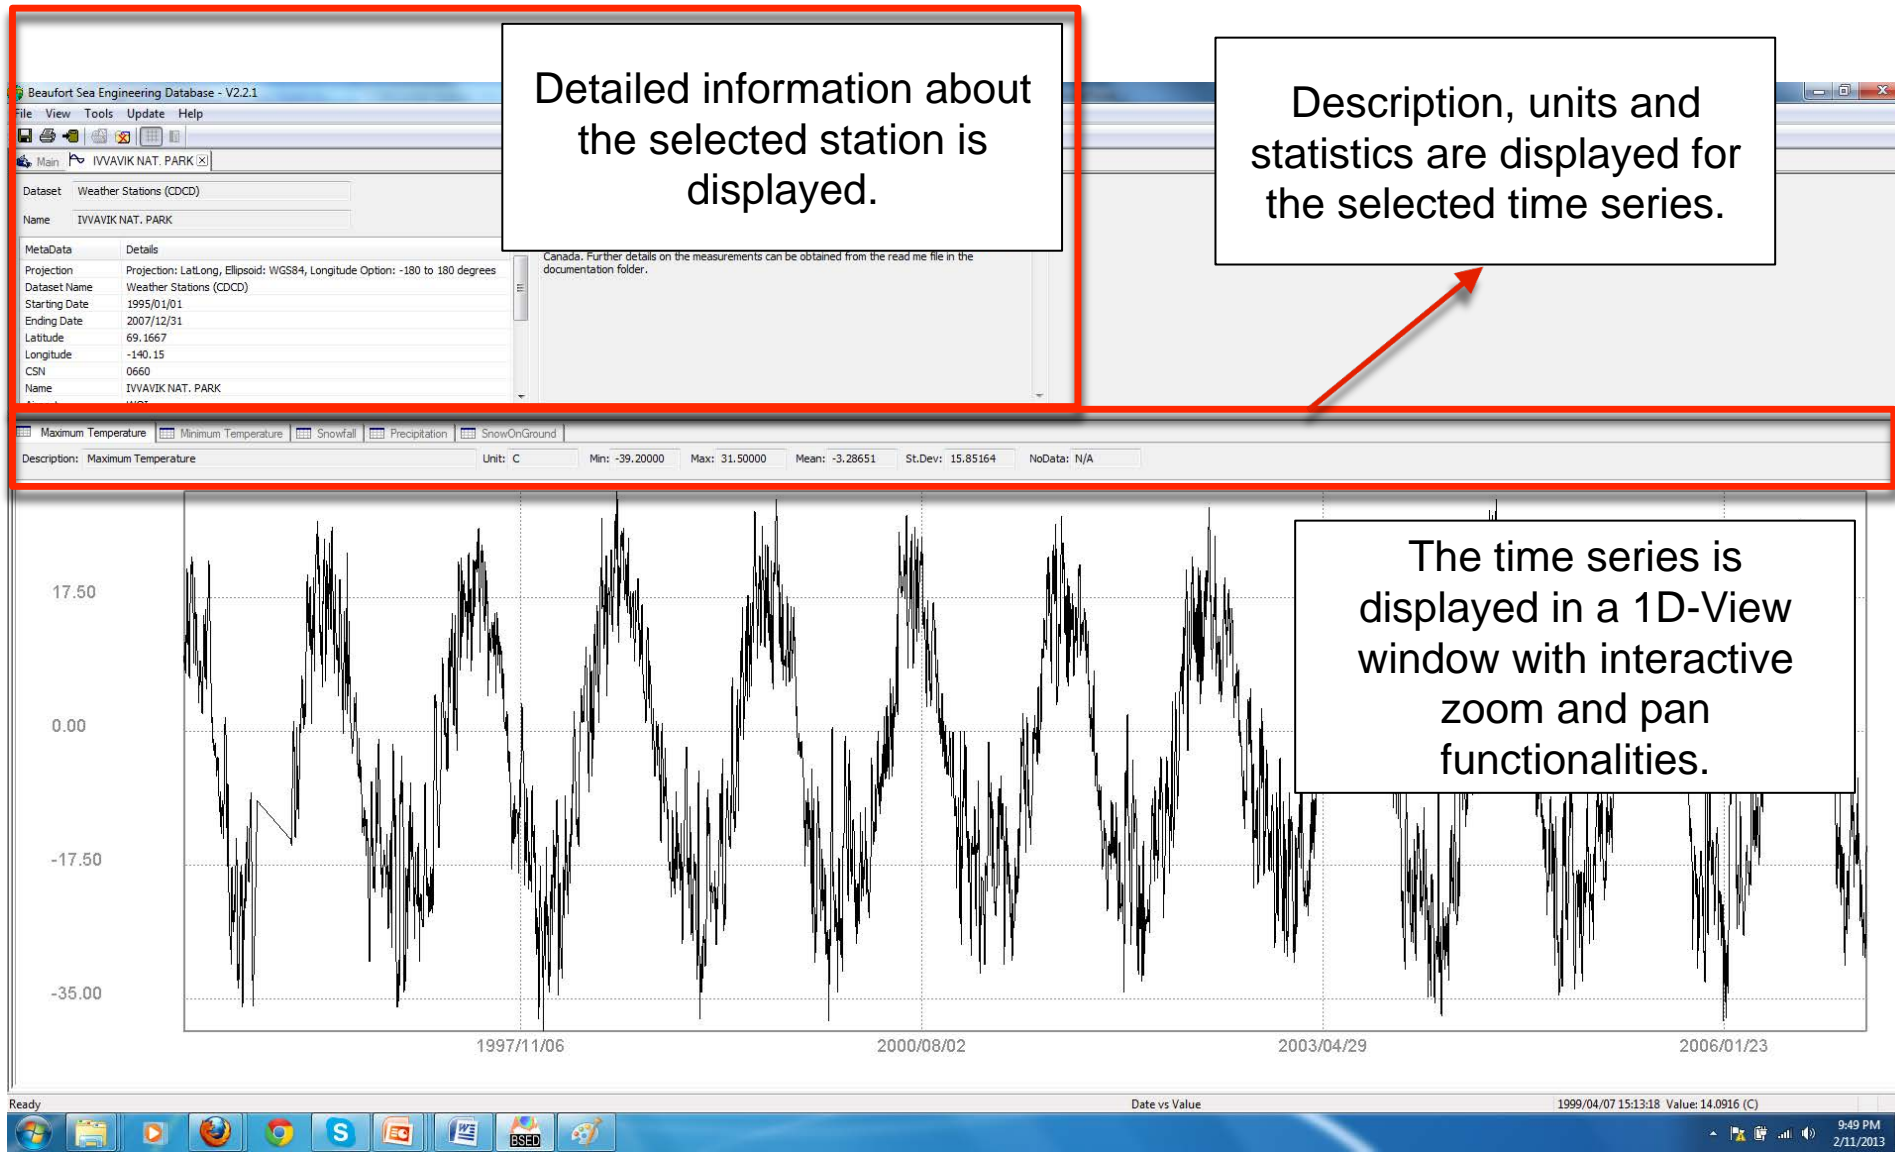 Detailed information about
the selected station is
displayed.
Description, units and
statistics are displayed for
the selected time series.
Beaufort Sea Engineering Database - V2.2.1
File View Tools Update Help
Main IVVAVIK NAT. PARK
Dataset Weather Stations (CDCD)
Name IVVAVIK NAT. PARK
MetaData Details
Projection Projection: LatLong, Ellipsoid: WGS84, Longitude Option: -180 to 180 degrees
Dataset Name Weather Stations (CDCD)
Starting Date 1995/01/01
Ending Date 2007/12/31
Latitude 69.1667
Longitude -140.15
CSN 0660
Name IVVAVIK NAT. PARK
Canada. Further details on the measurements can be obtained from the read me file in the
documentation folder.
Maximum Temperature Minimum Temperature Snowfall Precipitation SnowOnGround
Description: Maximum Temperature Unit: C Min: -39.20000 Max: 31.50000 Mean: -3.28651 St.Dev: 15.85164 NoData: N/A
The time series is
displayed in a 1D-View
window with interactive
zoom and pan
functionalities.
17.50
0.00
-17.50
-35.00
1997/11/06 2000/08/02 2003/04/29 2006/01/23
Ready Date vs Value 1999/04/07 15:13:18 Value: 14.0916 (C)
BSED
9:49 PM
2/11/2013